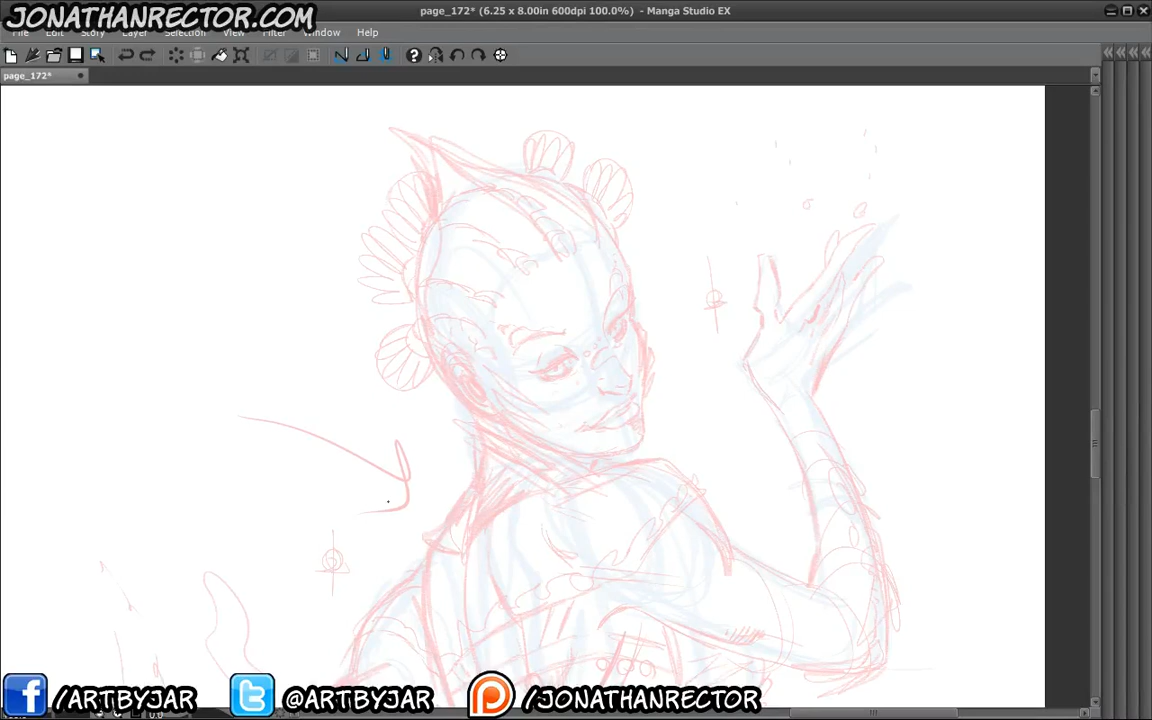 JONATHANRECTOR.COM
page_172* (6.25 x 8.00in 600dpi 100.0%) - Manga Studio EX
File Edit Story Layer Selection View Filter Window Help
page_172*
/ARTBYJAR @ARTBYJAR /JONATHANRECTOR